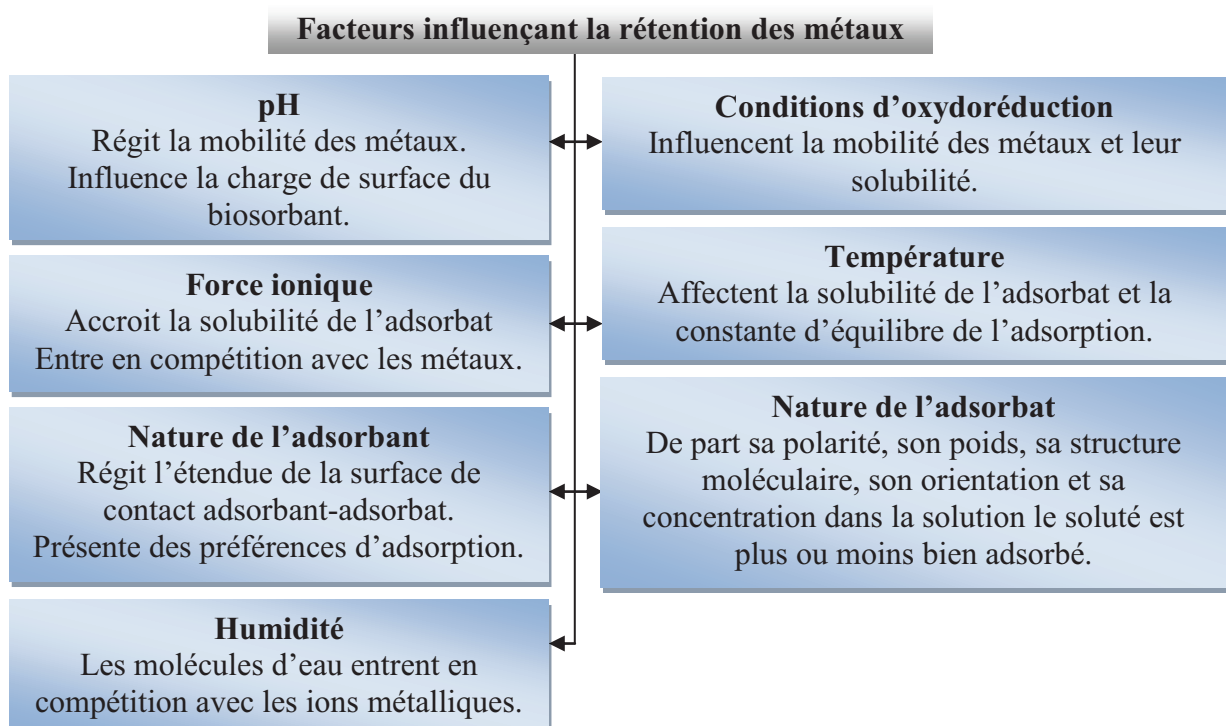 Facteurs influençant la rétention des métaux
pH
Régit la mobilité des métaux.
Influence la charge de surface du
biosorbant.
Conditions d’oxydoréduction
Influencent la mobilité des métaux et leur
solubilité.
Force ionique
Accroit la solubilité de l’adsorbat
Entre en compétition avec les métaux.
Température
Affectent la solubilité de l’adsorbat et la
constante d’équilibre de l’adsorption.
Nature de l’adsorbant
Régit l’étendue de la surface de
contact adsorbant-adsorbat.
Présente des préférences d’adsorption.
Nature de l’adsorbat
De part sa polarité, son poids, sa structure
moléculaire, son orientation et sa
concentration dans la solution le soluté est
plus ou moins bien adsorbé.
Humidité
Les molécules d’eau entrent en
compétition avec les ions métalliques.